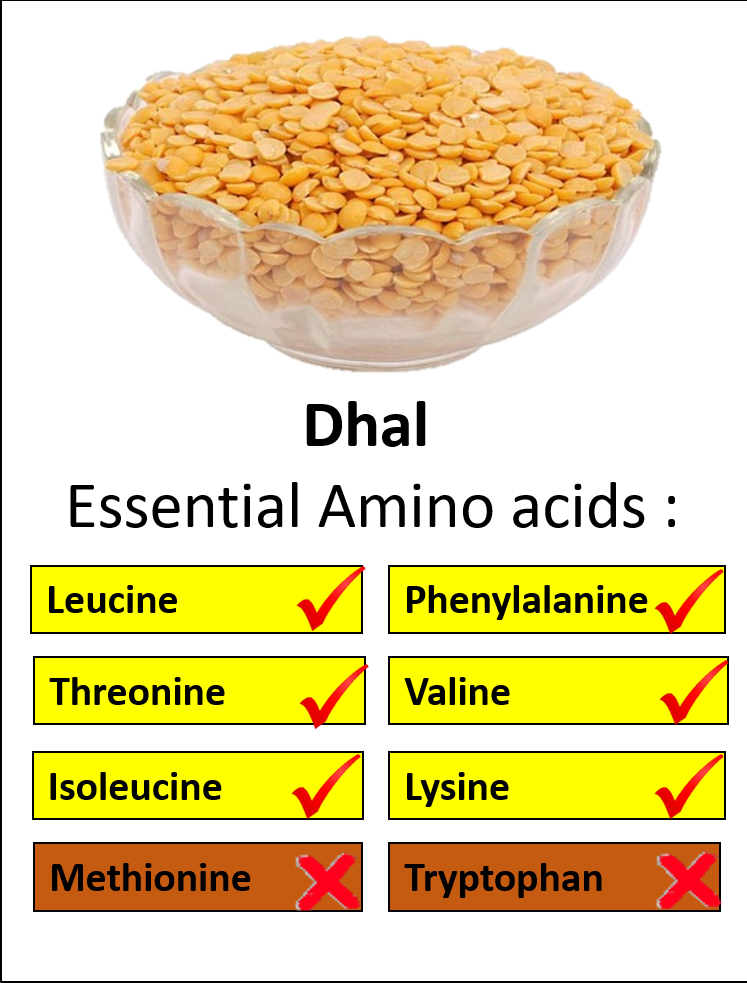 Dhal
Essential Amino acids :
Leucine
Phenylalanine
Threonine
Valine
Isoleucine
Lysine
Methionine
Tryptophan